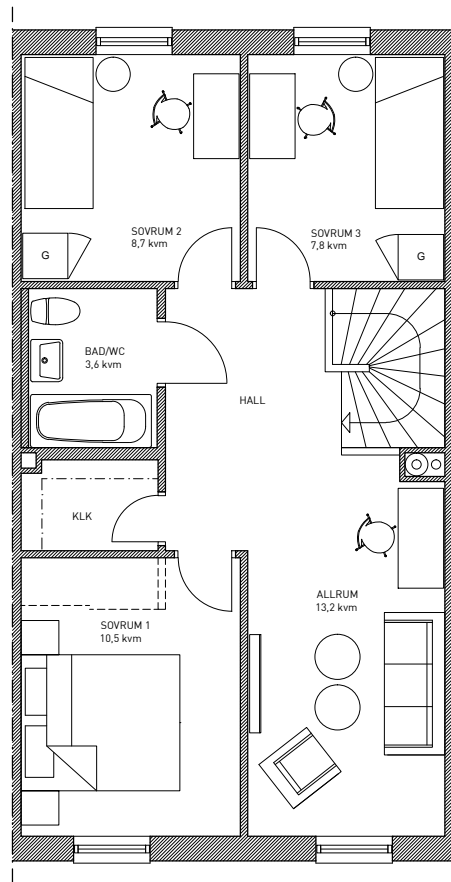 SOVRUM 2
8,7 kvm
SOVRUM 3
7,8 kvm
G
G
BAD/WC
3,6 kvm
HALL
KLK
ALLRUM
13,2 kvm
SOVRUM 1
10,5 kvm